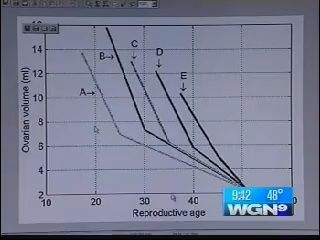 14
12
10
8
6
4
2
Ovarian volume (ml)
A→
B→
C
D
E
10
20
30
40
Reproductive age
9:42 48°
WGN9